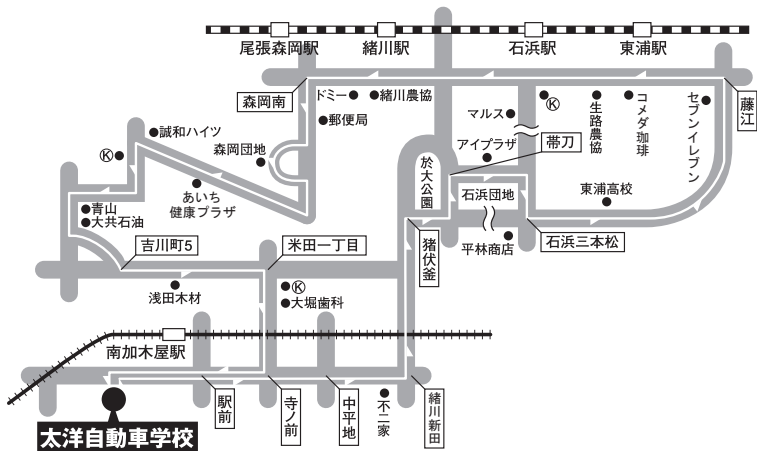 尾張森岡駅
緒川駅
石浜駅
東浦駅
森岡南
ドミー
緒川農協
マルス
Ⓚ
生路農協
コメダ珈琲
セブンイレブン
藤江
郵便局
誠和ハイツ
Ⓚ
森岡団地
アイプラザ
帯刀
於大公園
石浜団地
東浦高校
あいち
健康プラザ
青山
大共石油
吉川町5
米田一丁目
猪伏釜
平林商店
石浜三本松
浅田木材
Ⓚ
大堀歯科
南加木屋駅
駅前
寺ノ前
中平地
不二家
緒川新田
太洋自動車学校